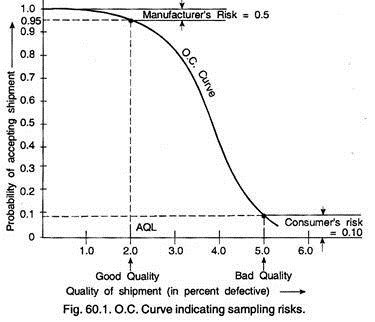 1.0
Manufacturer's Risk = 0.5
0.95
0.9
O.C. Curve
0.8
0.7
0.6
0.5
0.4
0.3
0.2
0.1
Consumer's risk
= 0.10
0
AQL
1.0 2.0 3.0 4.0 5.0 6.0
Good Quality Bad Quality
Probability of accepting shipment
Quality of shipment (in percent defective)
Fig. 60.1. O.C. Curve indicating sampling risks.